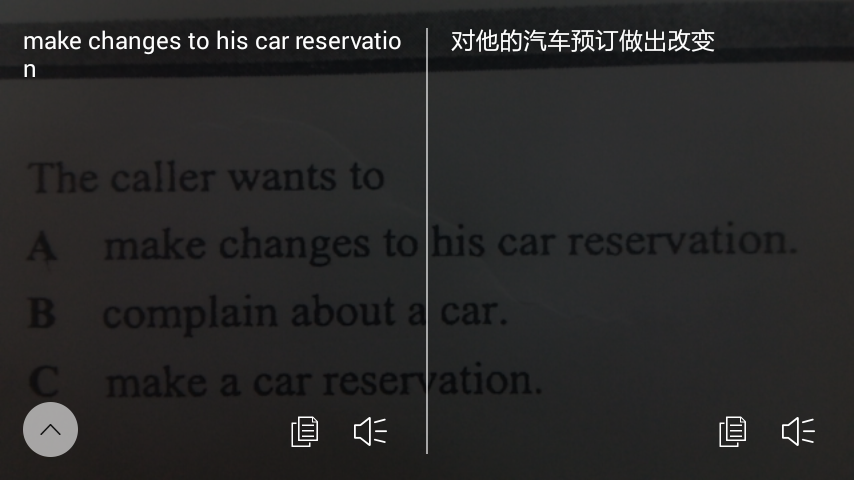 make changes to his car reservatio
n
对他的汽车预订做出改变
The caller wants to
A make changes to his car reservation.
B complain about a car.
C make a car reservation.